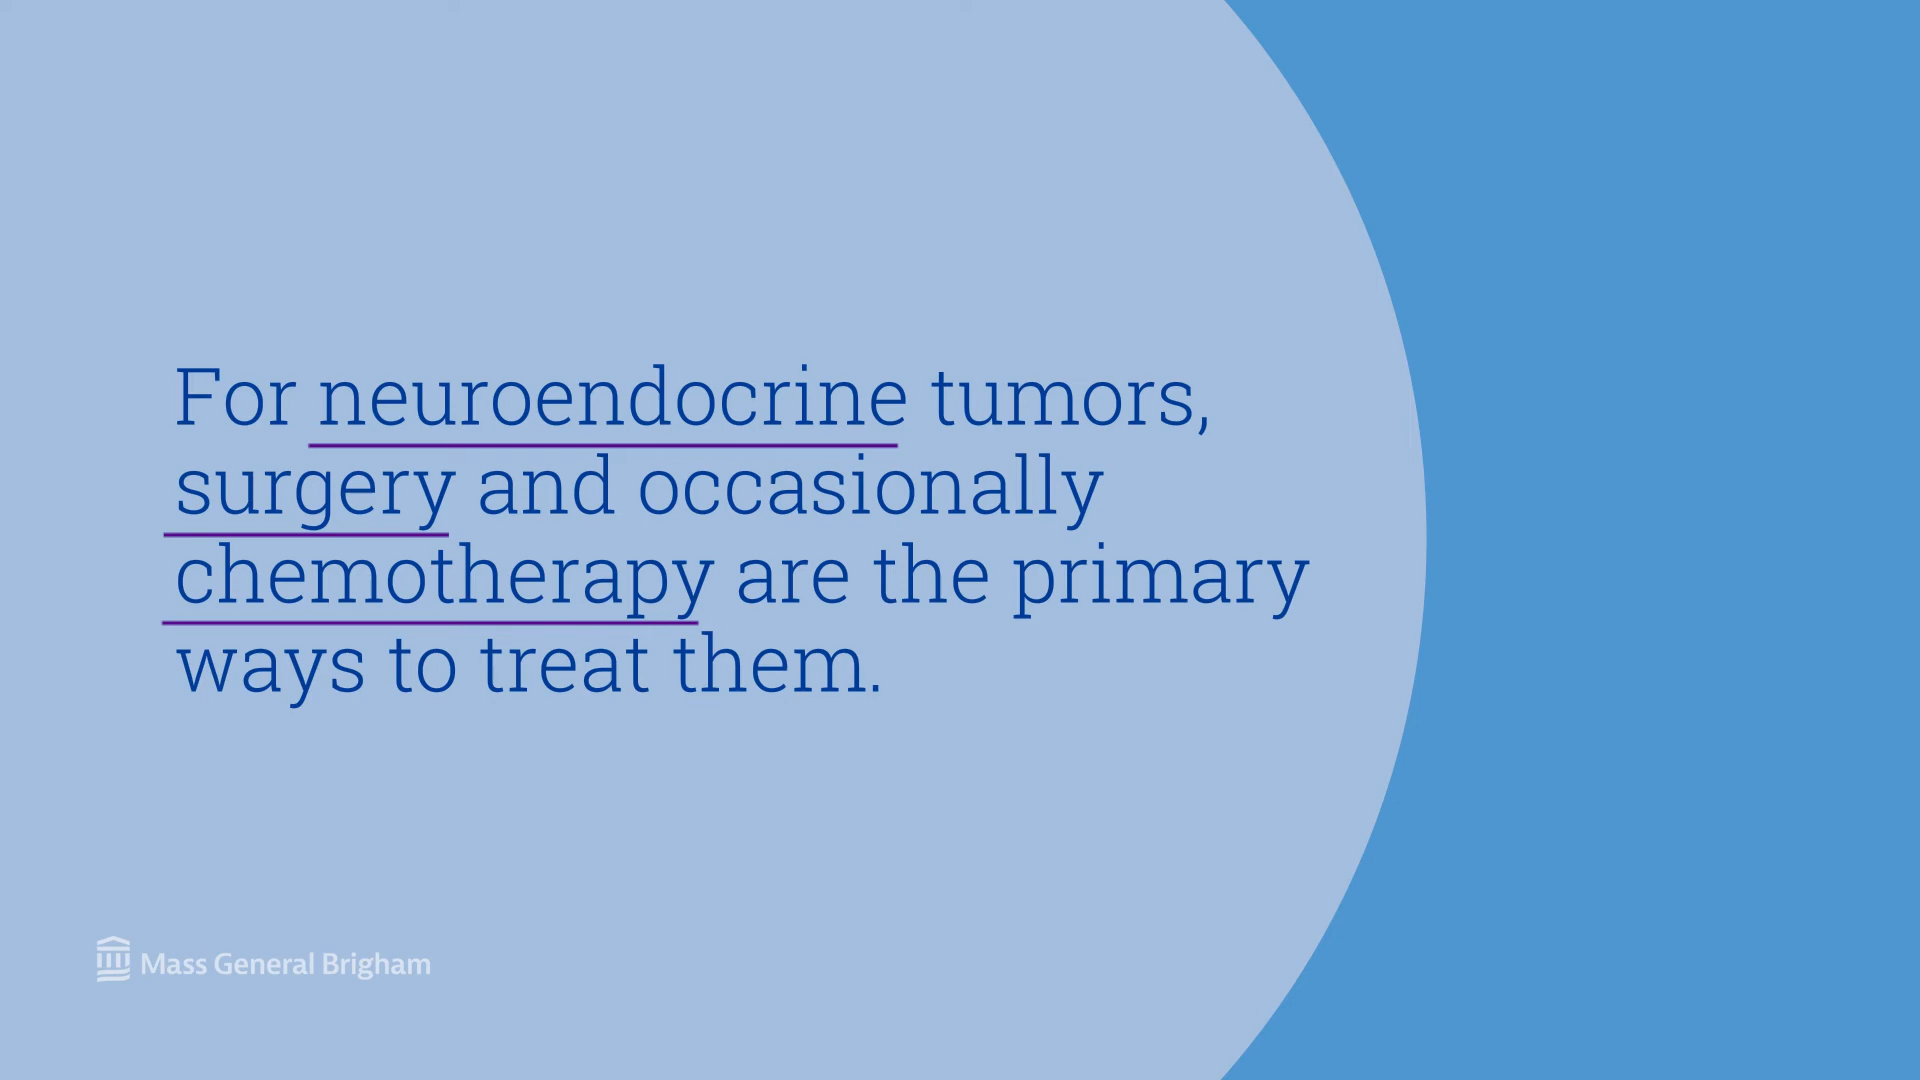 For neuroendocrine tumors,
surgery and occasionally
chemotherapy are the primary
ways to treat them.
Mass General Brigham